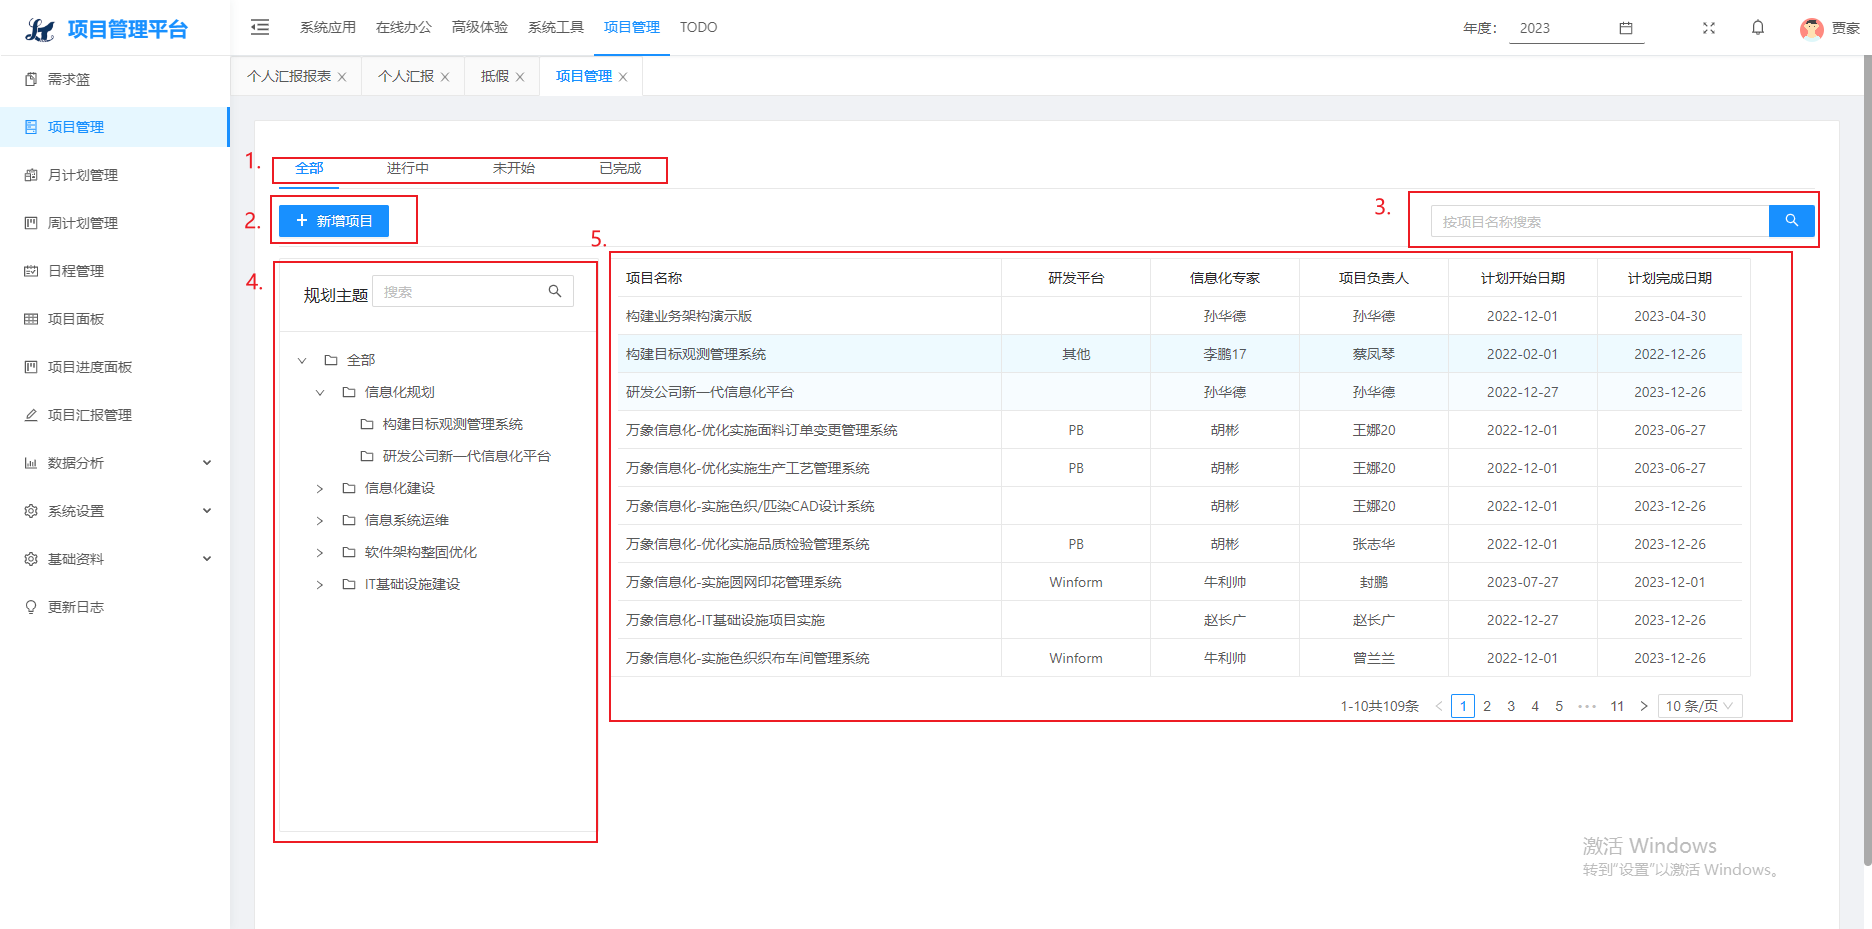 项目管理平台
系统应用 在线办公 高级体验 系统工具 项目管理 TODO
年度： 2023
贾豪
个人汇报报表 个人汇报 抵假 项目管理
需求篮
项目管理
月计划管理
周计划管理
日程管理
项目面板
项目进度面板
项目汇报管理
数据分析
系统设置
基础资料
更新日志
1.
全部 进行中 未开始 已完成
2.
新增项目
3.
按项目名称搜索
4.
规划主题 搜索
全部
信息化规划
构建目标观测管理系统
研发公司新一代信息化平台
信息化建设
信息系统运维
软件架构整固优化
IT基础设施建设
5.
项目名称 研发平台 信息化专家 项目负责人 计划开始日期 计划完成日期
构建业务架构演示版 孙华德 孙华德 2022-12-01 2023-04-30
构建目标观测管理系统 其他 李鹏17 蔡凤琴 2022-02-01 2022-12-26
研发公司新一代信息化平台 孙华德 孙华德 2022-12-27 2023-12-26
万象信息化-优化实施面料订单变更管理系统 PB 胡彬 王娜20 2022-12-01 2023-06-27
万象信息化-优化实施生产工艺管理系统 PB 胡彬 王娜20 2022-12-01 2023-06-27
万象信息化-实施色织/匹染CAD设计系统 胡彬 王娜20 2022-12-01 2023-12-26
万象信息化-优化实施品质检验管理系统 PB 胡彬 张志华 2022-12-01 2023-12-26
万象信息化-实施圆网印花管理系统 Winform 牛利帅 封鹏 2023-07-27 2023-12-01
万象信息化-IT基础设施项目实施 赵长广 赵长广 2022-12-27 2023-12-26
万象信息化-实施色织织布车间管理系统 Winform 牛利帅 曾兰兰 2022-12-01 2023-12-26
1-10共109条 1 2 3 4 5 ••• 11 10 条/页
激活 Windows
转到“设置”以激活 Windows。